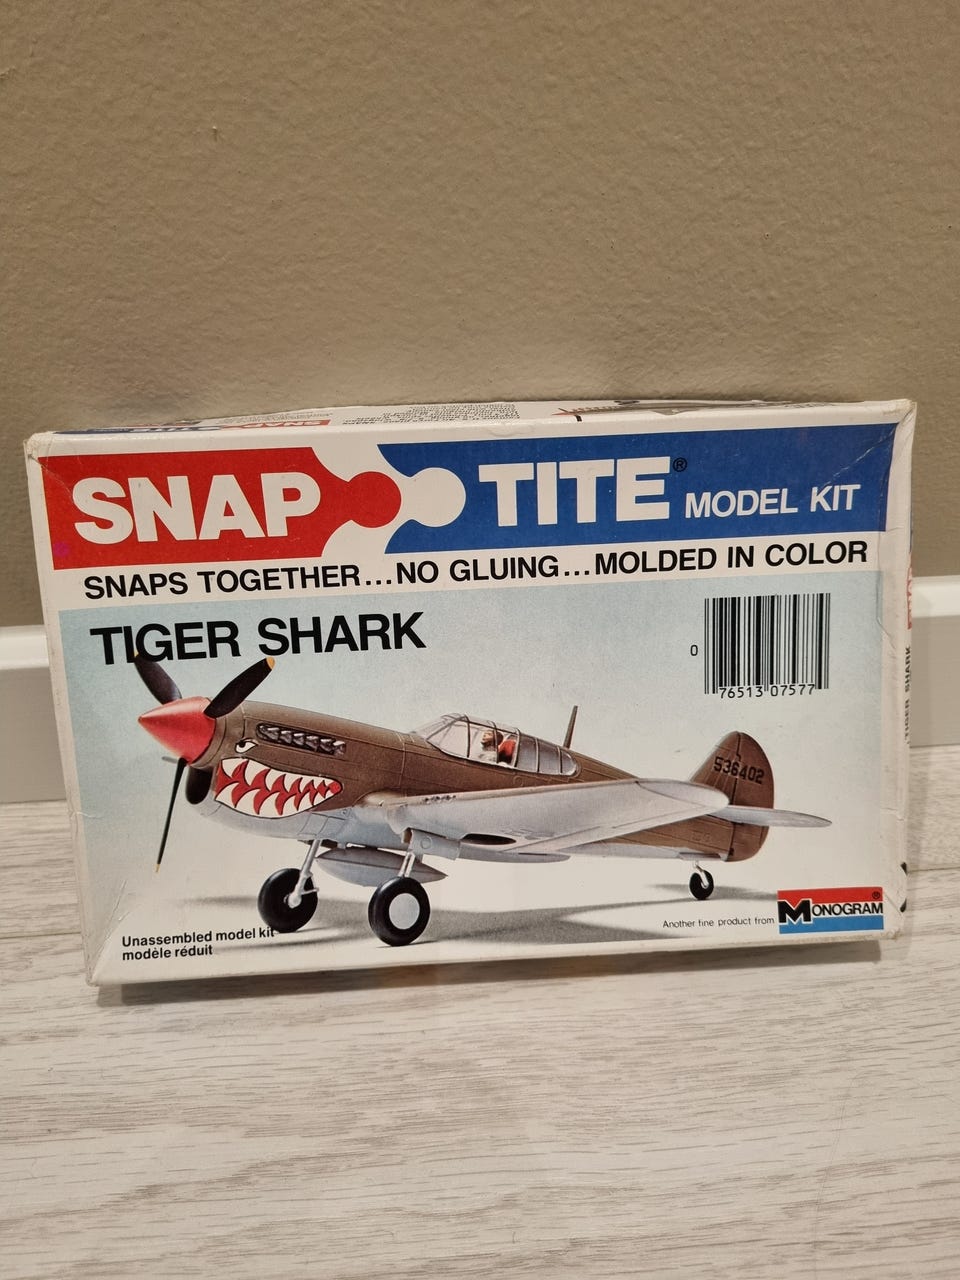 SNAP TITE® MODEL KIT
SNAPS TOGETHER...NO GLUING...MOLDED IN COLOR
TIGER SHARK
0 76513 07577
536402
Unassembled model kit
modèle réduit
Another fine product from MONOGRAM®
TIGER SHARK